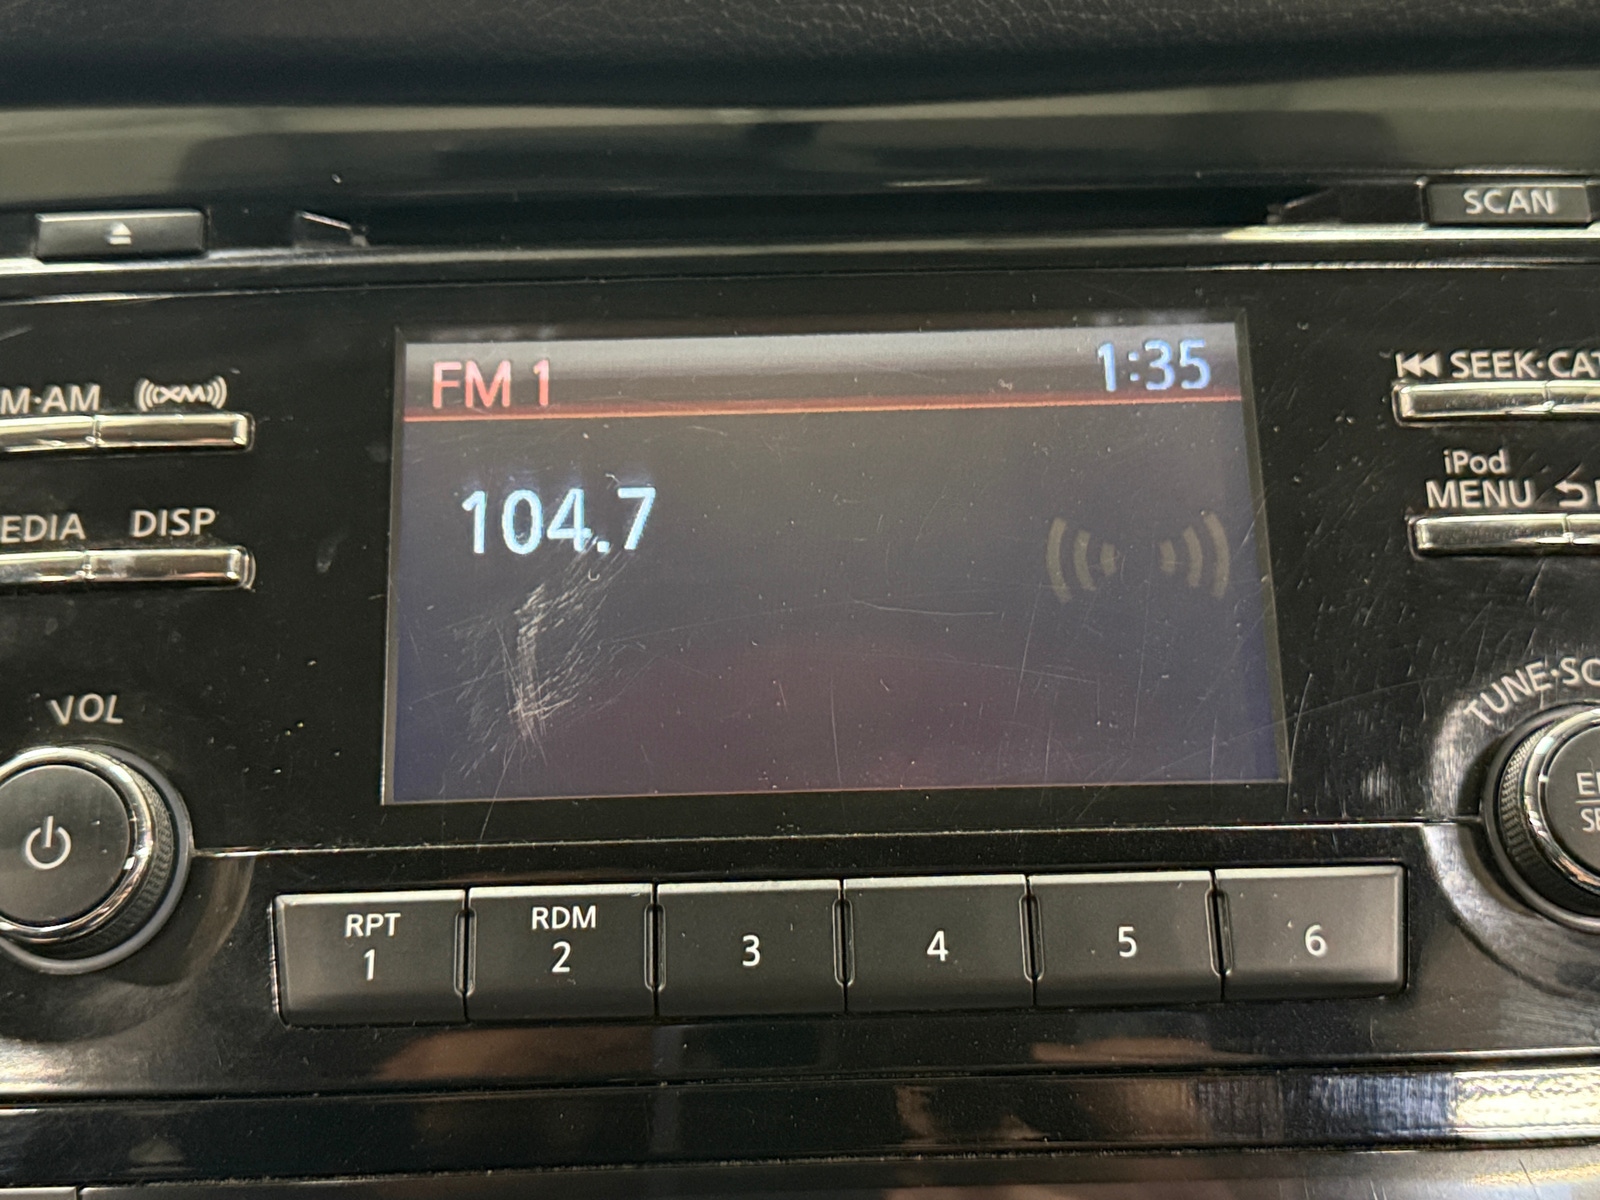 SCAN
FM 1 1:35
M·AM XM
SEEK·CAT
104.7
iPod
MENU
EDIA DISP
VOL
TUNE·SC
RPT RDM
1 2 3 4 5 6